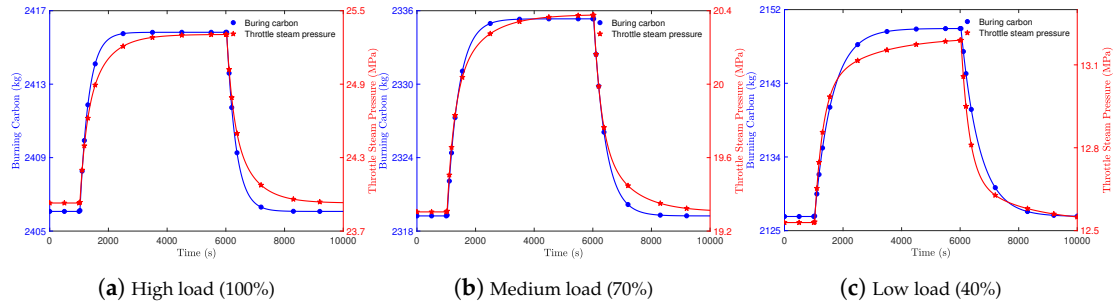 2417
2413
2409
2405
Burning Carbon (kg)
25.5
24.9
24.3
23.7
Throttle Steam Pressure (MPa)
Buring carbon
Throttle steam pressure
0 2000 4000 6000 8000 10000
Time (s)
(a) High load (100%)
2336
2330
2324
2318
Burning Carbon (kg)
20.4
20
19.6
19.2
Throttle Steam Pressure (MPa)
Buring carbon
Throttle steam pressure
0 2000 4000 6000 8000 10000
Time (s)
(b) Medium load (70%)
2152
2143
2134
2125
Burning Carbon (kg)
13.1
12.8
12.5
Throttle Steam Pressure (MPa)
Buring carbon
Throttle steam pressure
0 2000 4000 6000 8000 10000
Time (s)
(c) Low load (40%)